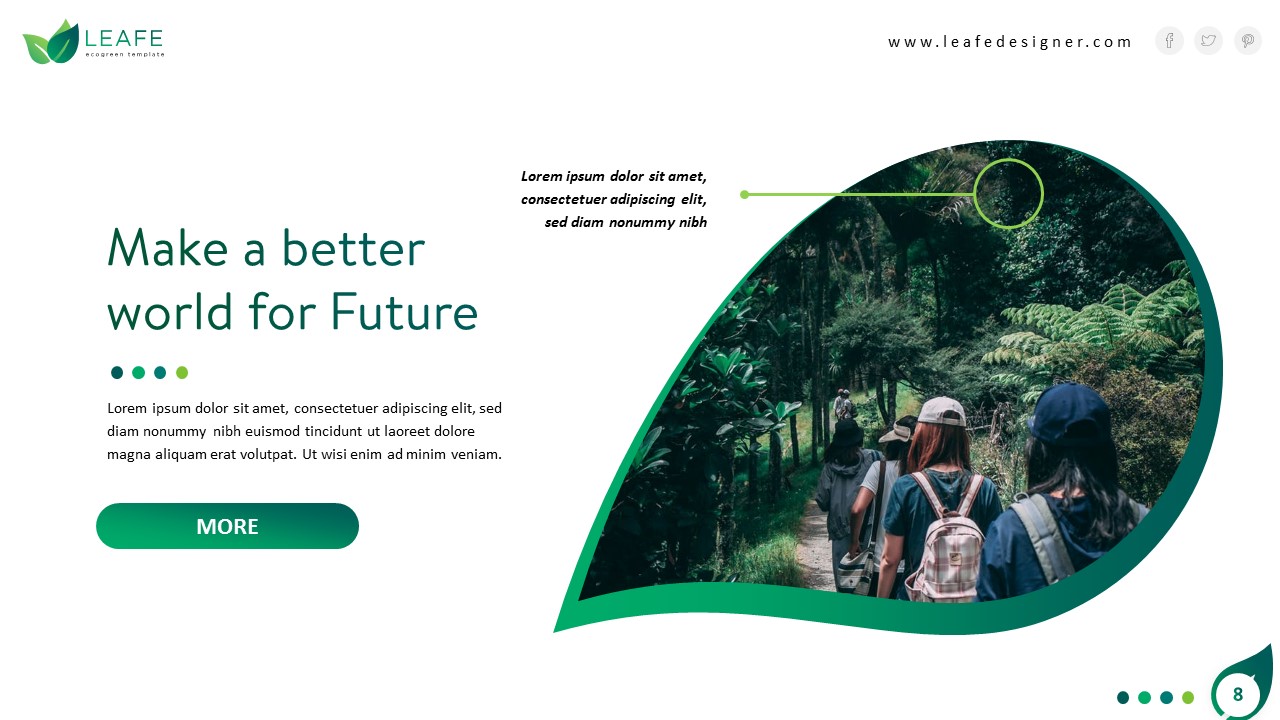 LEAFE
ecogreen template
www.leafedesigner.com
Lorem ipsum dolor sit amet,
consectetuer adipiscing elit,
sed diam nonummy nibh
Make a better
world for Future
Lorem ipsum dolor sit amet, consectetuer adipiscing elit, sed
diam nonummy nibh euismod tincidunt ut laoreet dolore
magna aliquam erat volutpat. Ut wisi enim ad minim veniam.
MORE
8